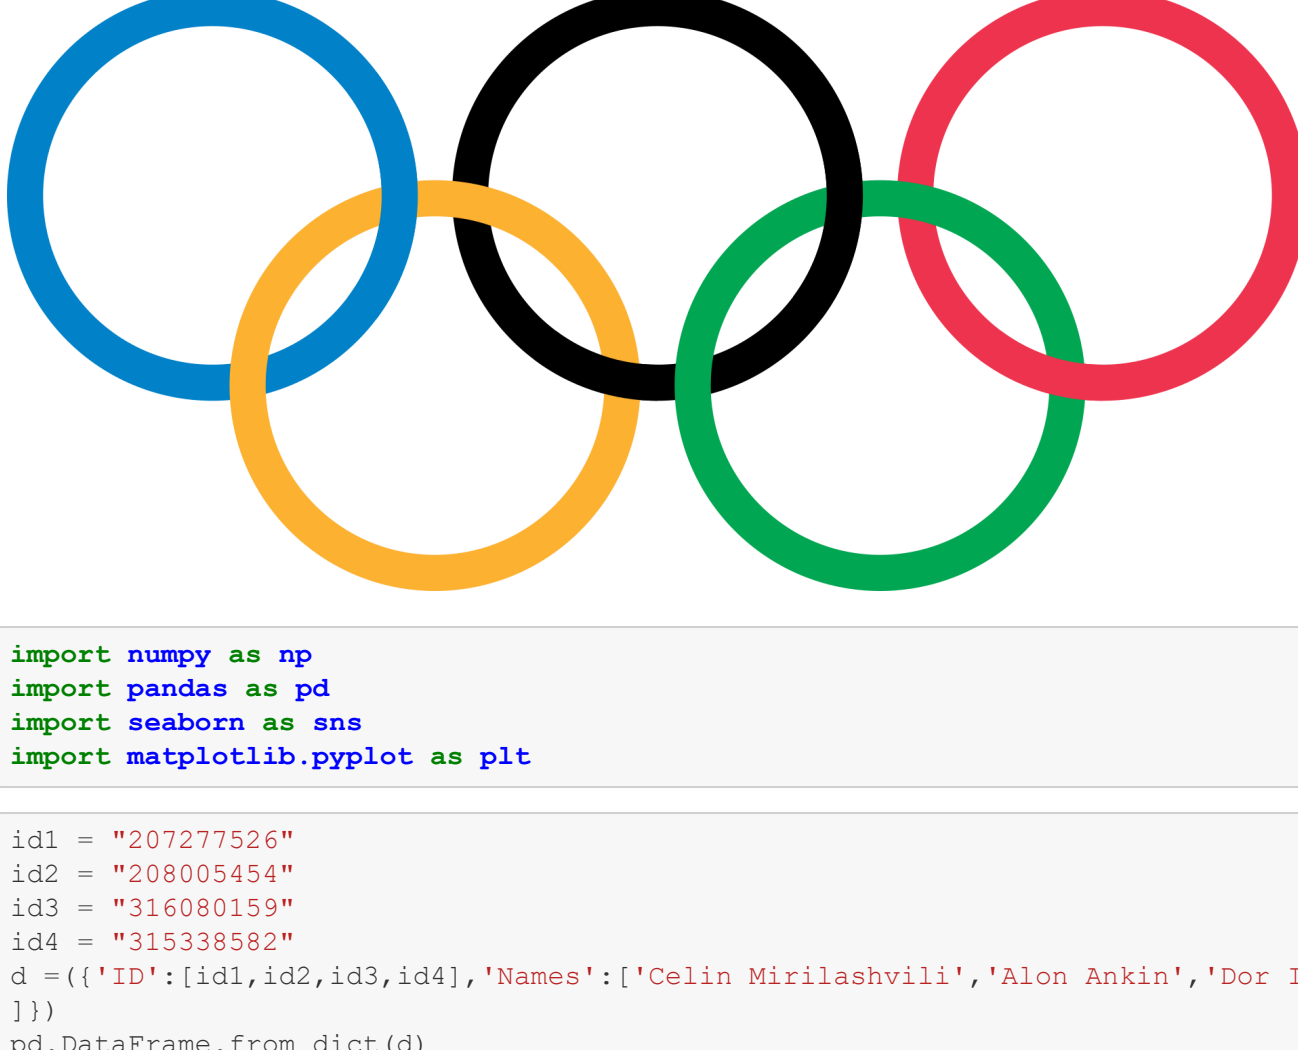 import numpy as np
import pandas as pd
import seaborn as sns
import matplotlib.pyplot as plt
id1 = "207277526"
id2 = "208005454"
id3 = "316080159"
id4 = "315338582"
d =({'ID':[id1,id2,id3,id4],'Names':['Celin Mirilashvili','Alon Ankin','Dor
]})
pd.DataFrame.from_dict(d)